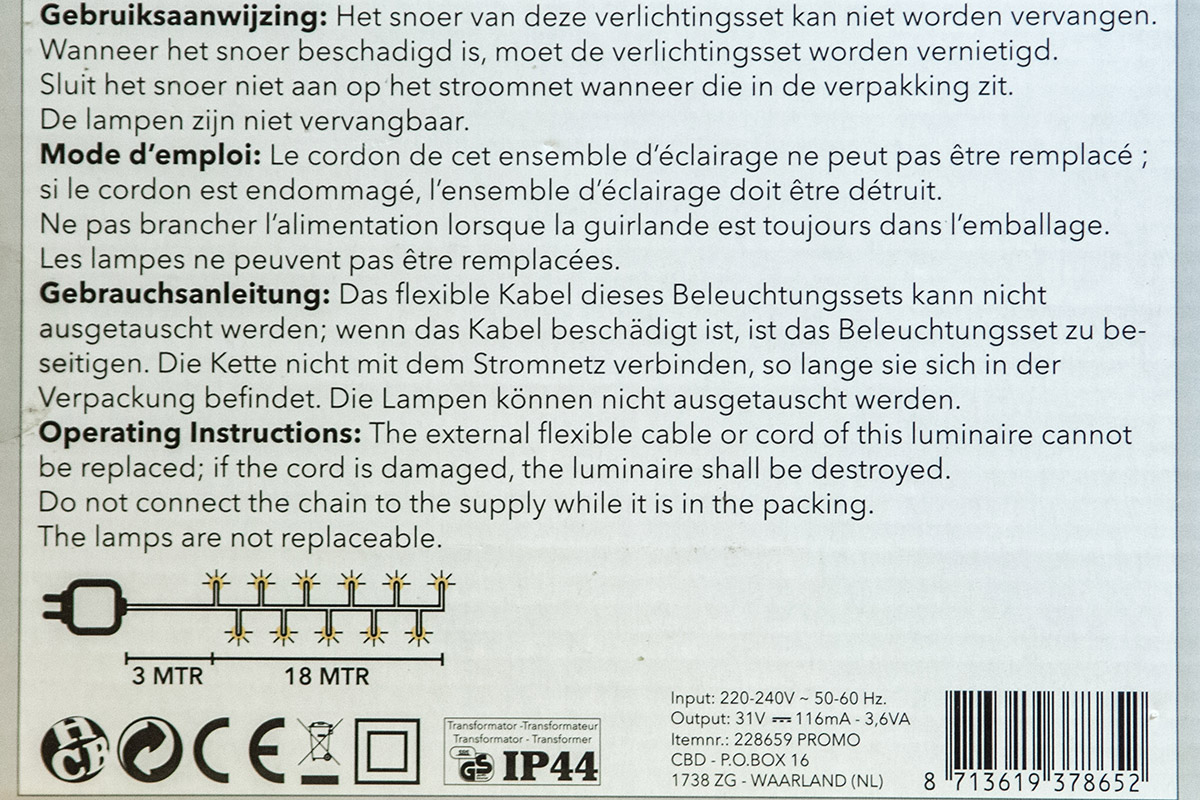 Gebruiksaanwijzing: Het snoer van deze verlichtingsset kan niet worden vervangen.
Wanneer het snoer beschadigd is, moet de verlichtingsset worden vernietigd.
Sluit het snoer niet aan op het stroomnet wanneer die in de verpakking zit.
De lampen zijn niet vervangbaar.
Mode d'emploi: Le cordon de cet ensemble d'éclairage ne peut pas être remplacé ;
si le cordon est endommagé, l'ensemble d'éclairage doit être détruit.
Ne pas brancher l'alimentation lorsque la guirlande est toujours dans l'emballage.
Les lampes ne peuvent pas être remplacées.
Gebrauchsanleitung: Das flexible Kabel dieses Beleuchtungssets kann nicht
ausgetauscht werden; wenn das Kabel beschädigt ist, ist das Beleuchtungsset zu be-
seitigen. Die Kette nicht mit dem Stromnetz verbinden, so lange sie sich in der
Verpackung befindet. Die Lampen können nicht ausgetauscht werden.
Operating Instructions: The external flexible cable or cord of this luminaire cannot
be replaced; if the cord is damaged, the luminaire shall be destroyed.
Do not connect the chain to the supply while it is in the packing.
The lamps are not replaceable.
3 MTR 18 MTR
HCB CE
Transformator -Transformateur
Transformator - Transformer
GS IP44
Input: 220-240V ~ 50-60 Hz.
Output: 31V ⎓ 116mA - 3,6VA
Itemnr.: 228659 PROMO
CBD - P.O.BOX 16
1738 ZG - WAARLAND (NL)
8 713619 378652